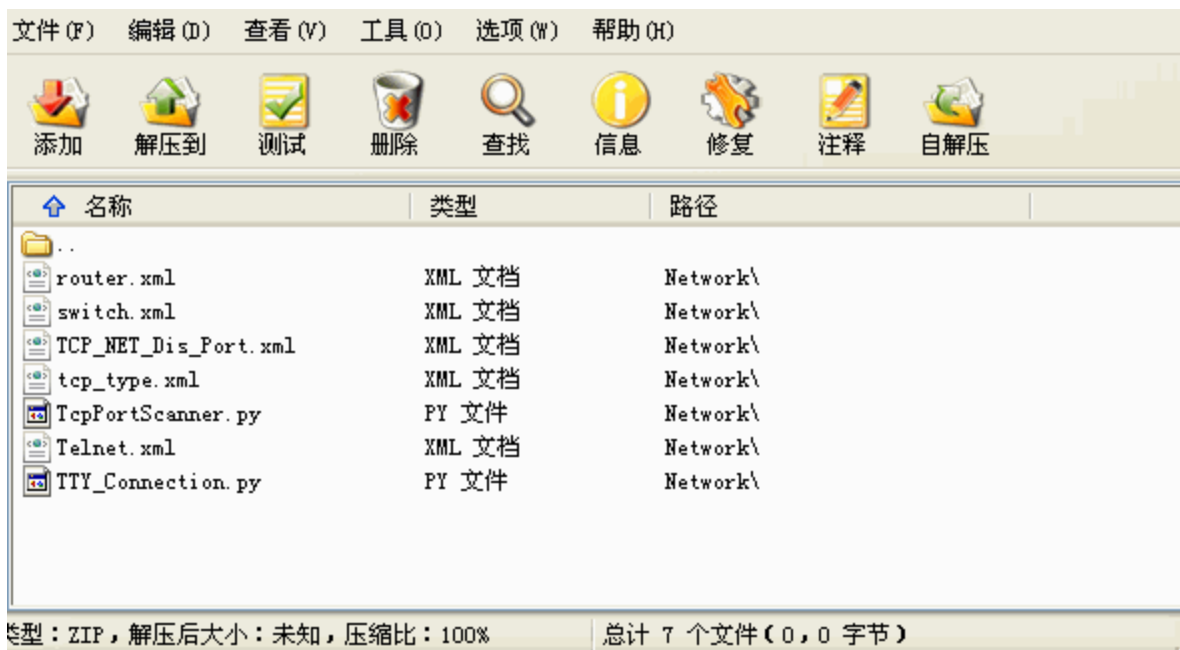 文件(F) 编辑(D) 查看(V) 工具(O) 选项(W) 帮助(H)
添加 解压到 测试 删除 查找 信息 修复 注释 自解压
名称 类型 路径
..
router.xml XML 文档 Network\
switch.xml XML 文档 Network\
TCP_NET_Dis_Port.xml XML 文档 Network\
tcp_type.xml XML 文档 Network\
TcpPortScanner.py PY 文件 Network\
Telnet.xml XML 文档 Network\
TTY_Connection.py PY 文件 Network\
类型：ZIP，解压后大小：未知，压缩比：100% 总计 7 个文件(0，0 字节)